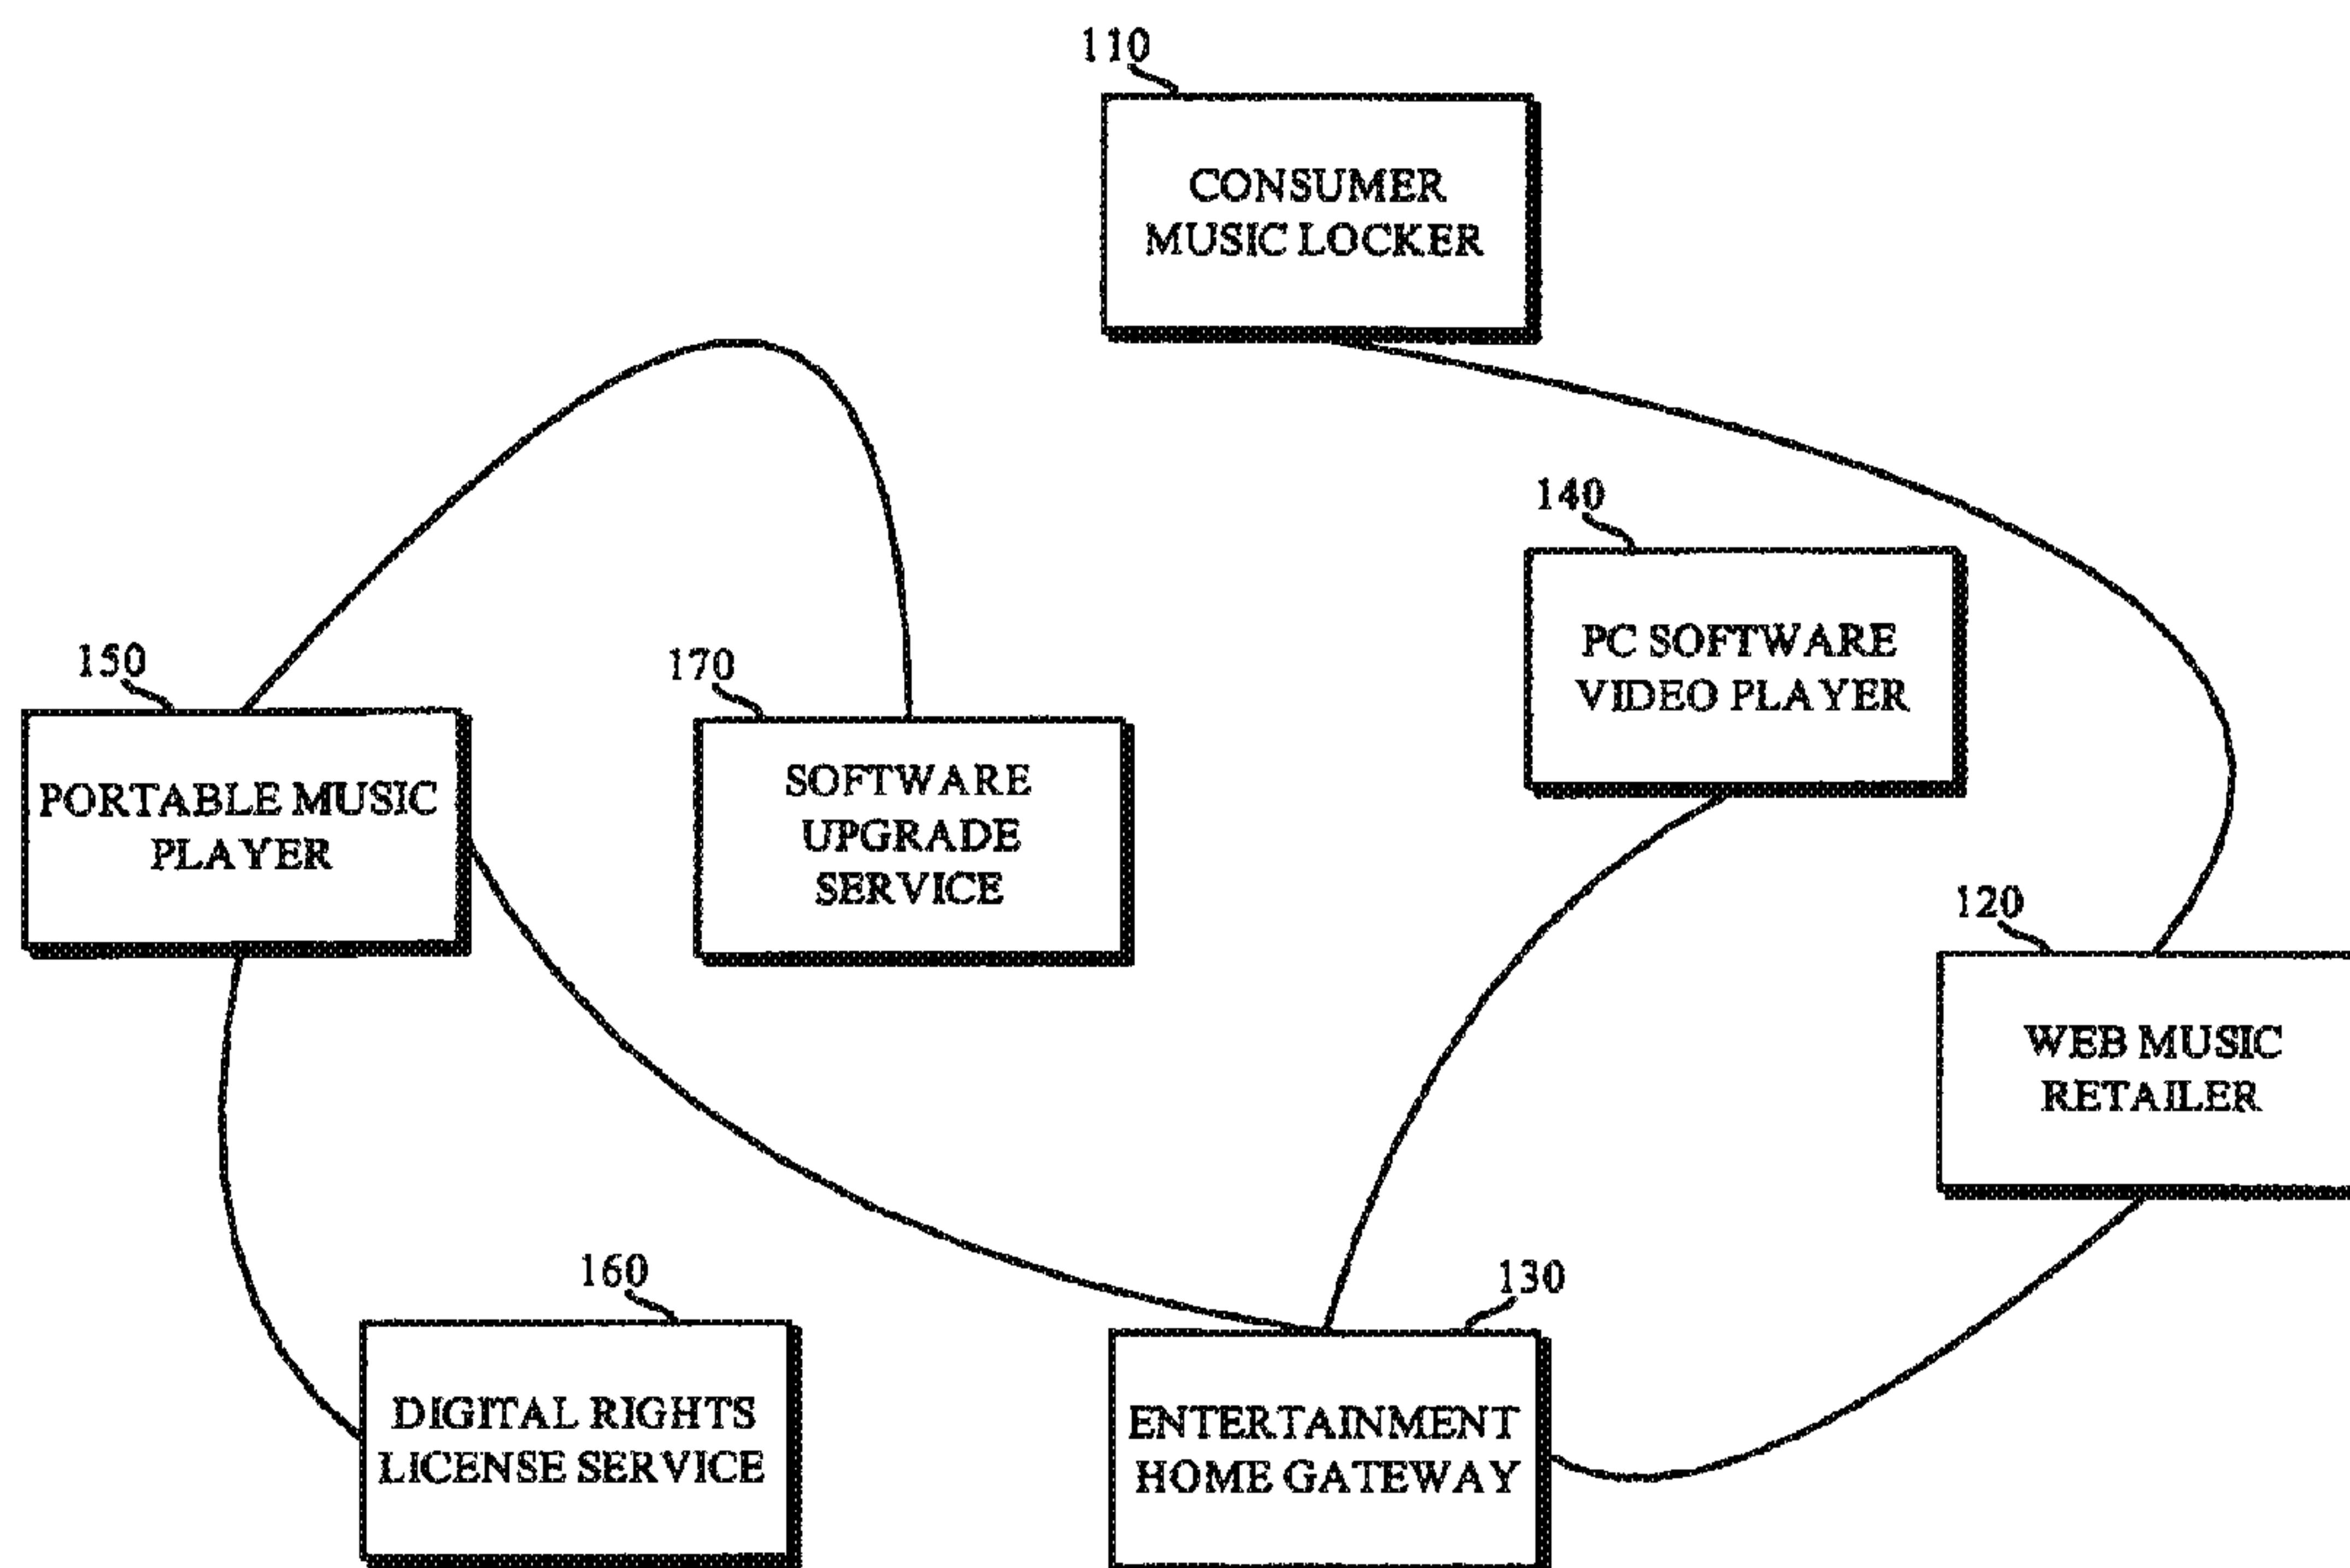 110
CONSUMER
MUSIC LOCKER
140
PC SOFTWARE
VIDEO PLAYER
150
PORTABLE MUSIC
PLAYER
170
SOFTWARE
UPGRADE
SERVICE
120
WEB MUSIC
RETAILER
160
DIGITAL RIGHTS
LICENSE SERVICE
130
ENTERTAINMENT
HOME GATEWAY